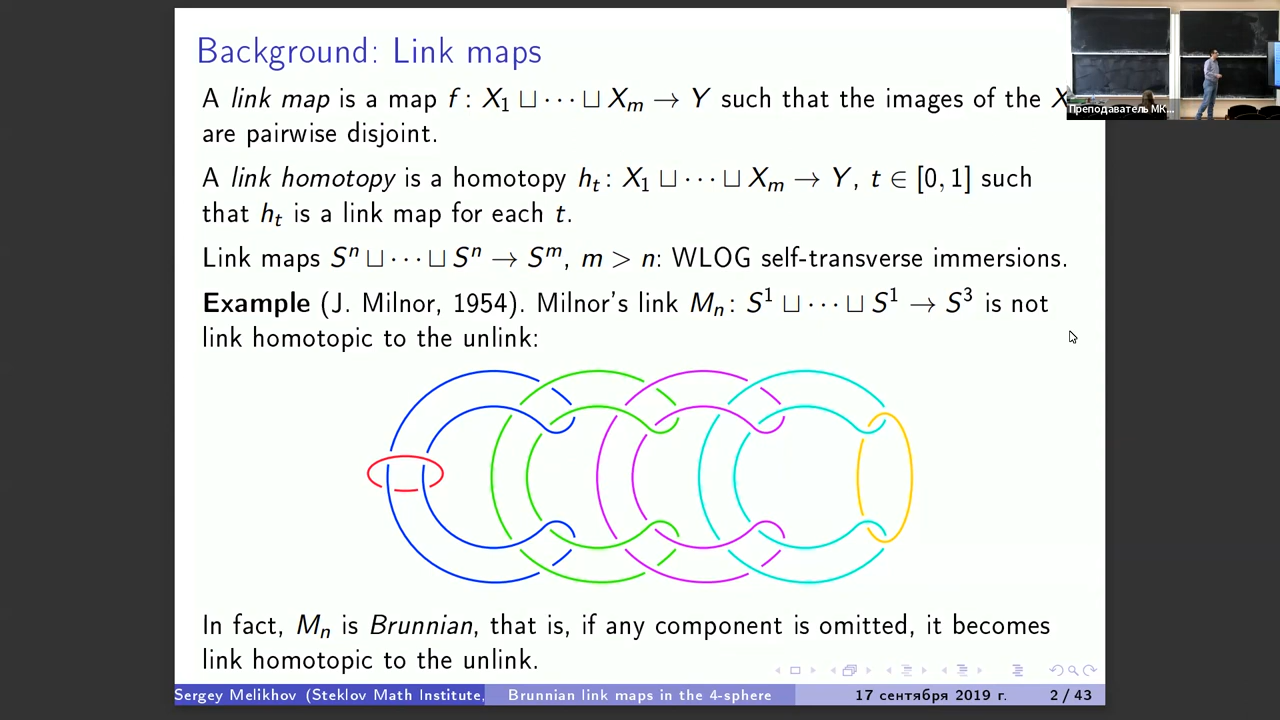 Background: Link maps
A link map is a map f : X₁ ⊔ ··· ⊔ Xₘ → Y such that the images of the X
are pairwise disjoint.
A link homotopy is a homotopy hₜ : X₁ ⊔ ··· ⊔ Xₘ → Y, t ∈ [0, 1] such
that hₜ is a link map for each t.
Link maps Sⁿ ⊔ ··· ⊔ Sⁿ → Sᵐ, m > n: WLOG self-transverse immersions.
Example (J. Milnor, 1954). Milnor's link Mₙ : S¹ ⊔ ··· ⊔ S¹ → S³ is not
link homotopic to the unlink:
In fact, Mₙ is Brunnian, that is, if any component is omitted, it becomes
link homotopic to the unlink.
Sergey Melikhov (Steklov Math Institute, Brunnian link maps in the 4-sphere 17 сентября 2019 г. 2 / 43
Преподаватель МК...